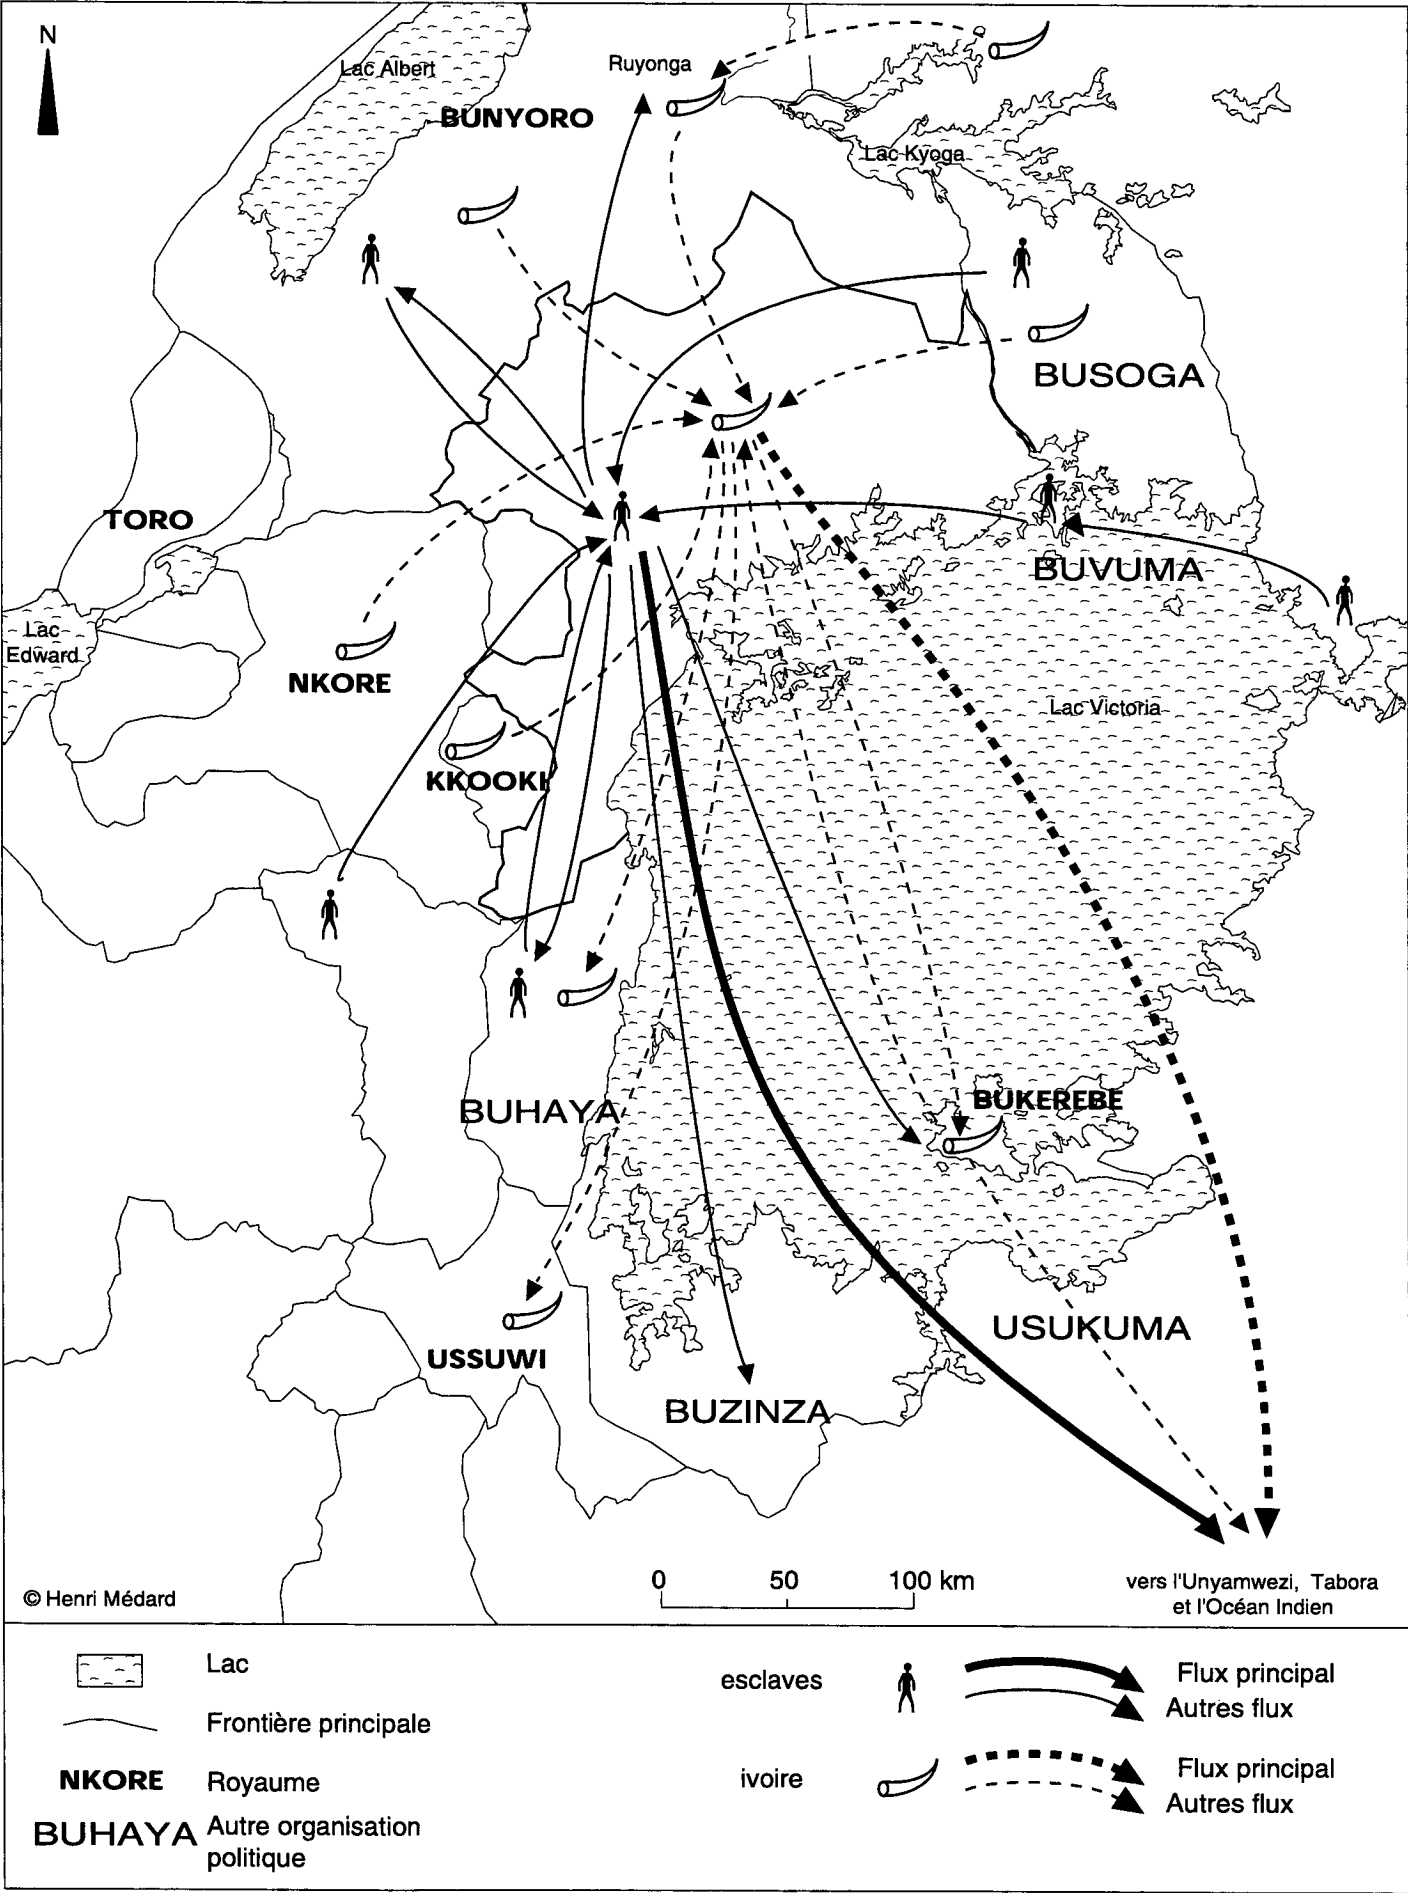 N
Lac Albert
Ruyonga
BUNYORO
Lac Kyoga
BUSOGA
TORO
BUVUMA
Lac
Edward
NKORE
Lac Victoria
KKOOKI
BUKEREBE
BUHAYA
USUKUMA
USSUWI
BUZINZA
© Henri Médard
0 50 100 km
vers l'Unyamwezi, Tabora
et l'Océan Indien
Lac
Frontière principale
NKORE Royaume
BUHAYA Autre organisation
politique
esclaves
Flux principal
Autres flux
ivoire
Flux principal
Autres flux